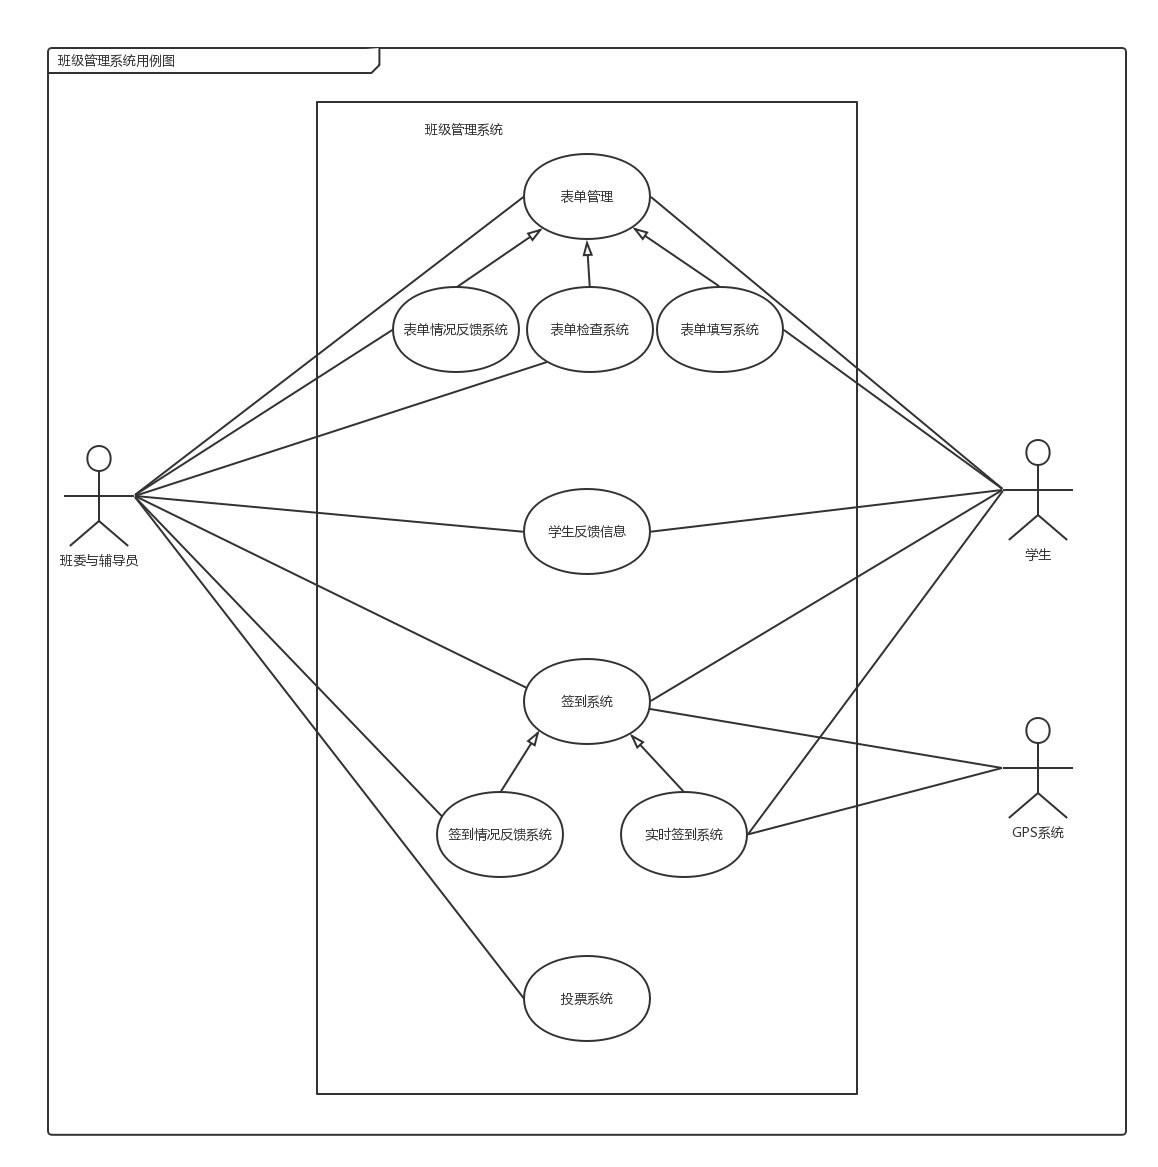 班级管理系统用例图
班级管理系统
表单管理
表单情况反馈系统
表单检查系统
表单填写系统
学生反馈信息
班委与辅导员
学生
签到系统
签到情况反馈系统
实时签到系统
GPS系统
投票系统